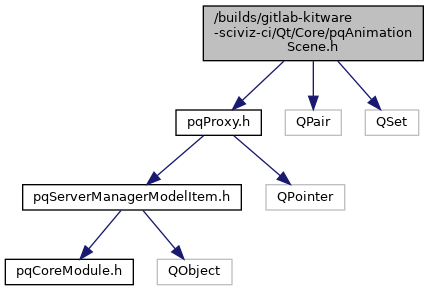 /builds/gitlab-kitware
-sciviz-ci/Qt/Core/pqAnimation
Scene.h
pqProxy.h
QPair
QSet
pqServerManagerModelItem.h
QPointer
pqCoreModule.h
QObject